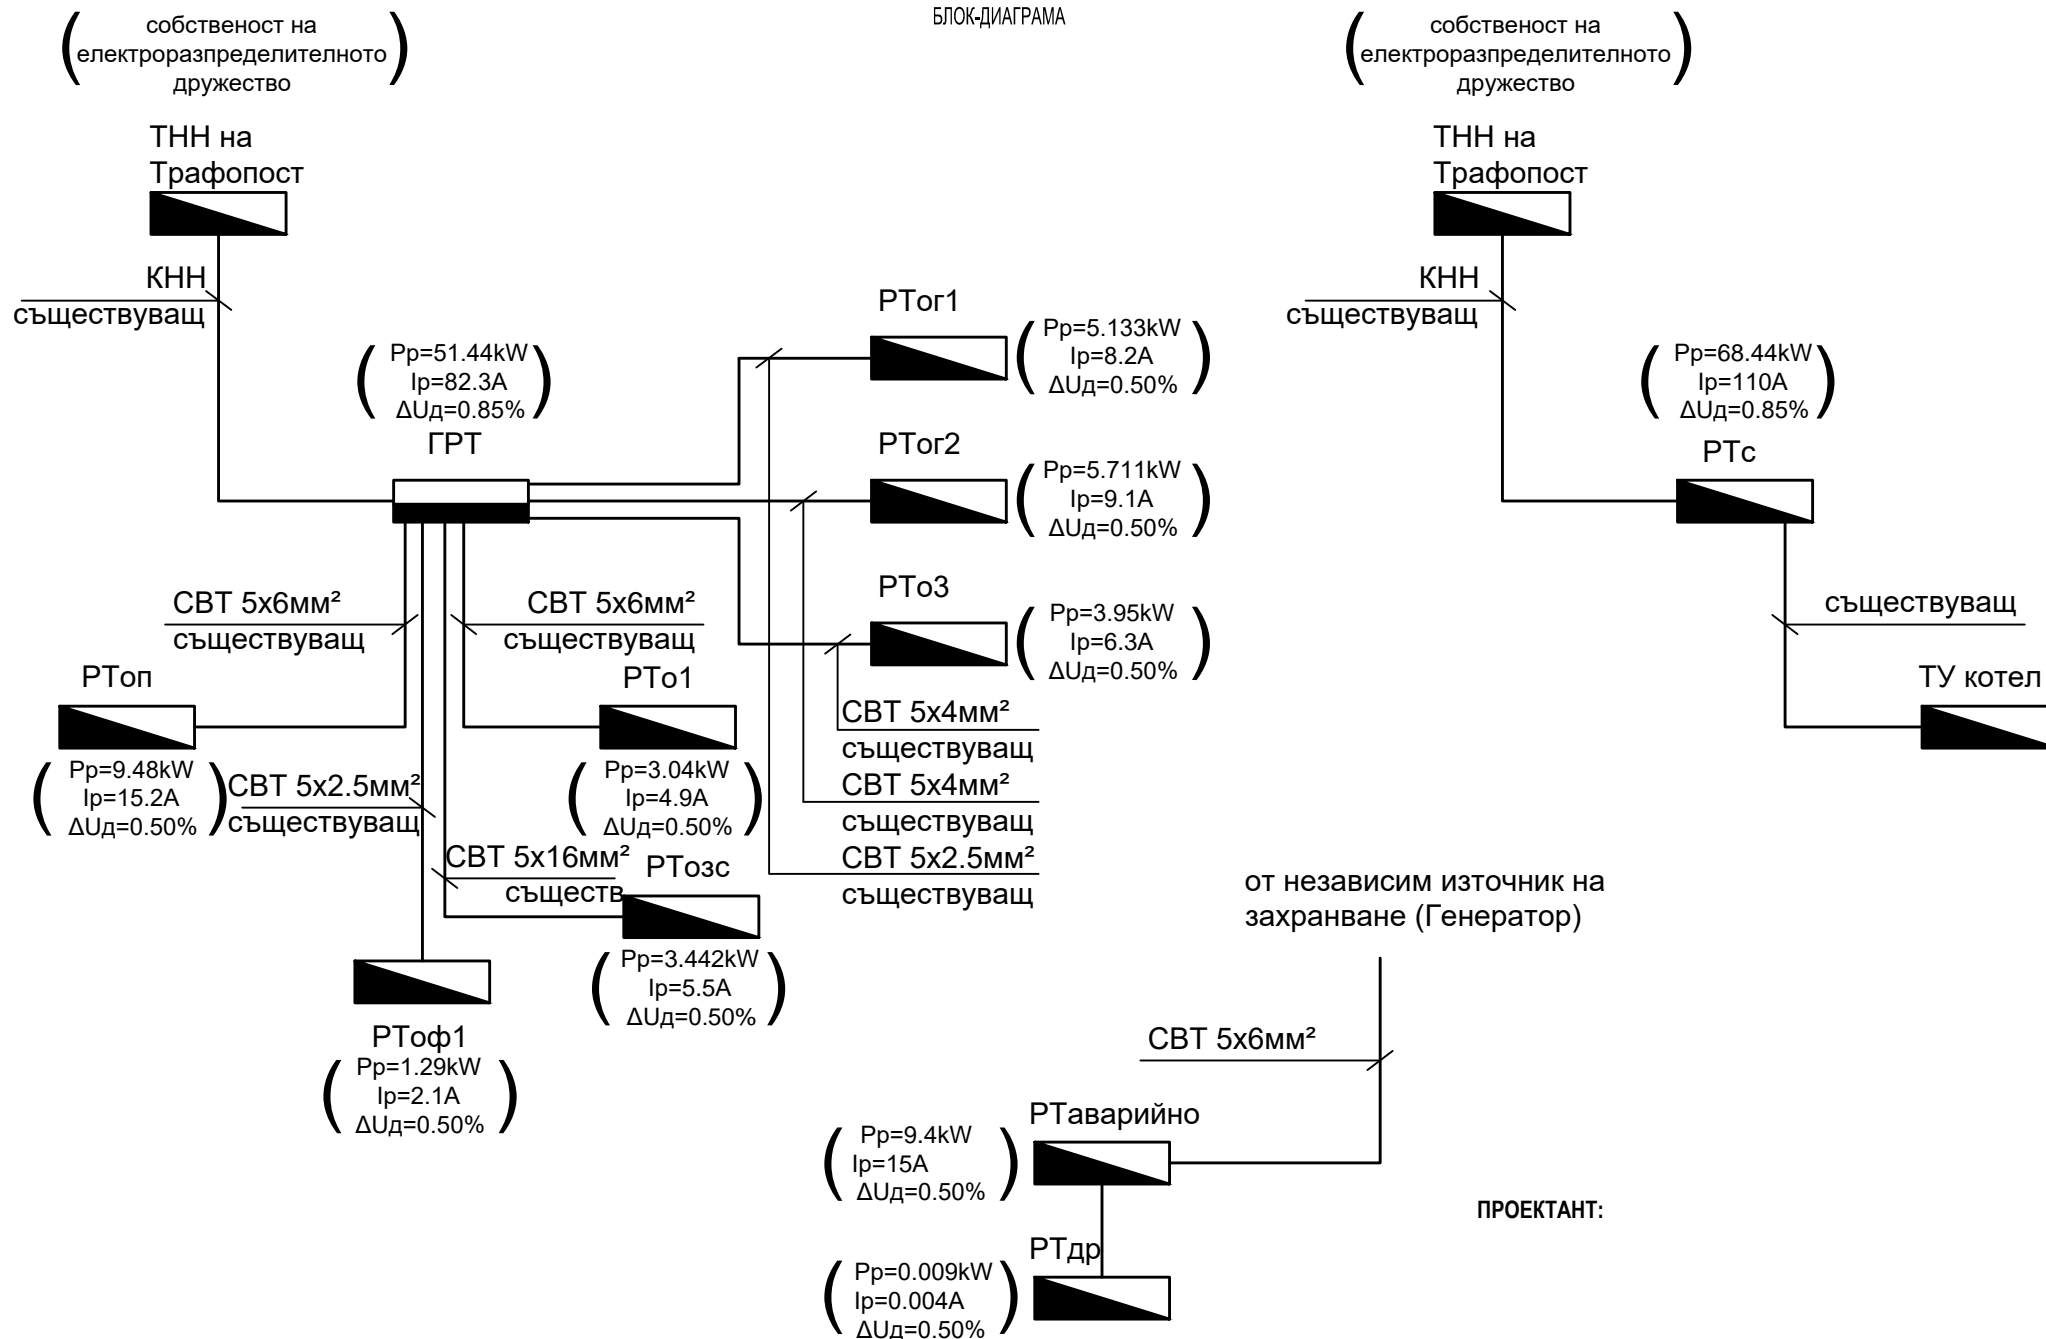 БЛОК-ДИАГРАМА
собственост на
електроразпределителното
дружество
ТНН на
Трафопост
КНН
съществуващ
Pp=51.44kW
Ip=82.3A
ΔUд=0.85%
ГРТ
РТог1
Pp=5.133kW
Ip=8.2A
ΔUд=0.50%
РТог2
Pp=5.711kW
Ip=9.1A
ΔUд=0.50%
РТо3
Pp=3.95kW
Ip=6.3A
ΔUд=0.50%
СВТ 5х4мм²
съществуващ
СВТ 5х4мм²
съществуващ
СВТ 5х2.5мм²
съществуващ
СВТ 5х6мм²
съществуващ
СВТ 5х6мм²
съществуващ
РТоп
Pp=9.48kW
Ip=15.2A
ΔUд=0.50%
СВТ 5х2.5мм²
съществуващ
РТо1
Pp=3.04kW
Ip=4.9A
ΔUд=0.50%
СВТ 5х16мм²
съществ
РТозс
Pp=3.442kW
Ip=5.5A
ΔUд=0.50%
РТоф1
Pp=1.29kW
Ip=2.1A
ΔUд=0.50%
собственост на
електроразпределителното
дружество
ТНН на
Трафопост
КНН
съществуващ
Pp=68.44kW
Ip=110A
ΔUд=0.85%
РТс
съществуващ
ТУ котел
от независим източник на
захранване (Генератор)
СВТ 5х6мм²
РТаварийно
Pp=9.4kW
Ip=15A
ΔUд=0.50%
РТдр
Pp=0.009kW
Ip=0.004A
ΔUд=0.50%
ПРОЕКТАНТ: